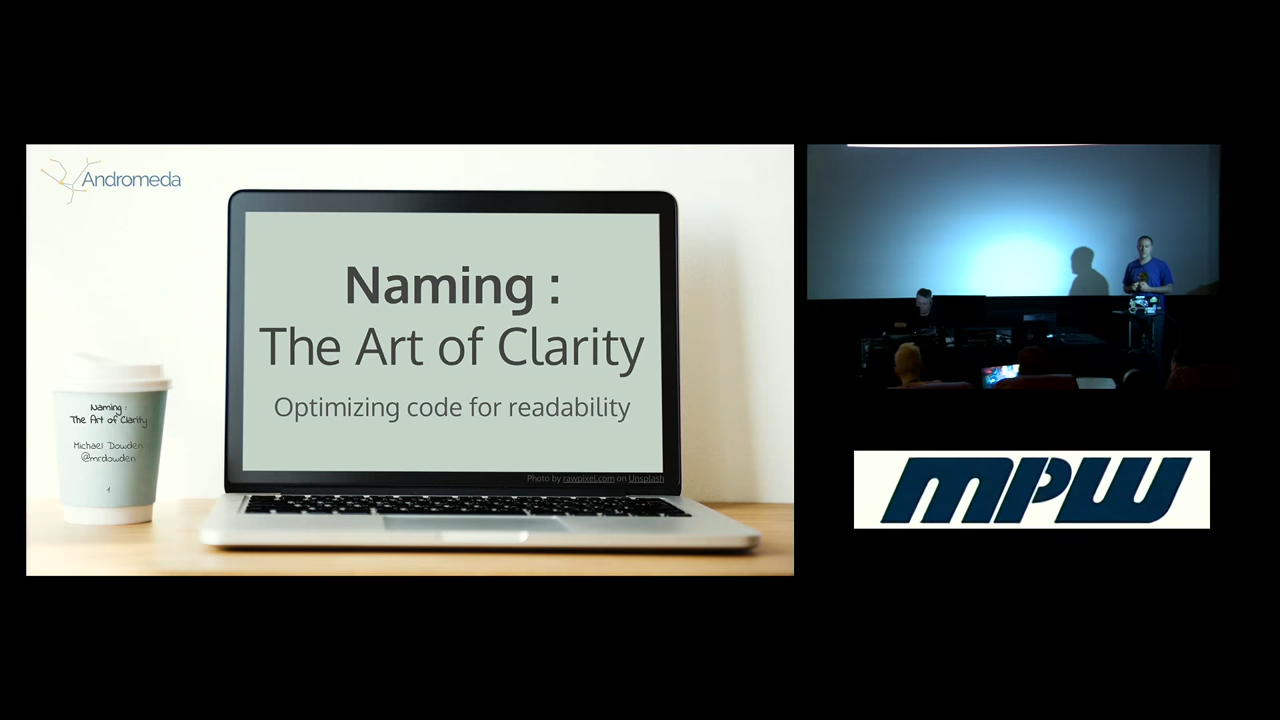 Andromeda
Naming :
The Art of Clarity
Optimizing code for readability
Photo by rawpixel.com on Unsplash
Naming :
The Art of Clarity
Michael Dowden
@mrdowden
1
MPW